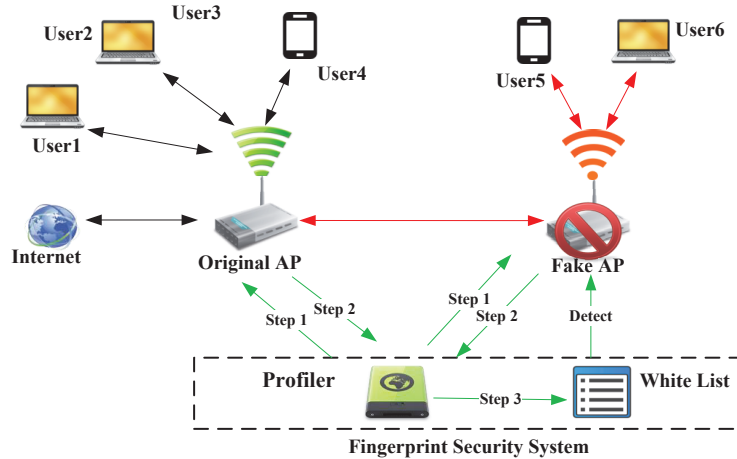 User3
User2
User6
User4
User5
User1
Internet
Original AP
Fake AP
Step 1
Step 2
Step 1
Step 2
Detect
Profiler
White List
Step 3
Fingerprint Security System